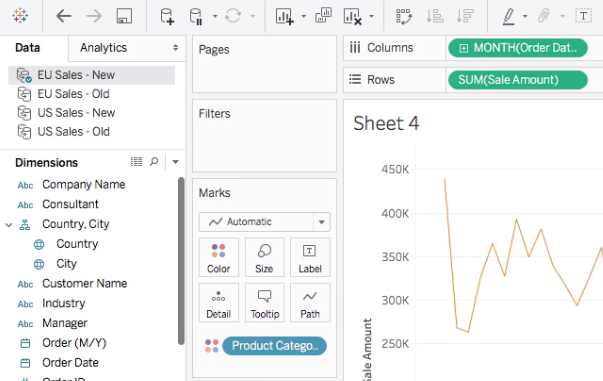 Data
Analytics
EU Sales - New
EU Sales - Old
US Sales - New
US Sales - Old
Dimensions
Abc Company Name
Abc Consultant
Country, City
Country
City
Abc Customer Name
Abc Industry
Abc Manager
Order (M/Y)
Order Date
Pages
Filters
Marks
Automatic
Color
Size
Label
Detail
Tooltip
Path
Product Catego..
Columns
MONTH(Order Dat..
Rows
SUM(Sale Amount)
Sheet 4
450K
400K
350K
300K
250K
Sale Amount